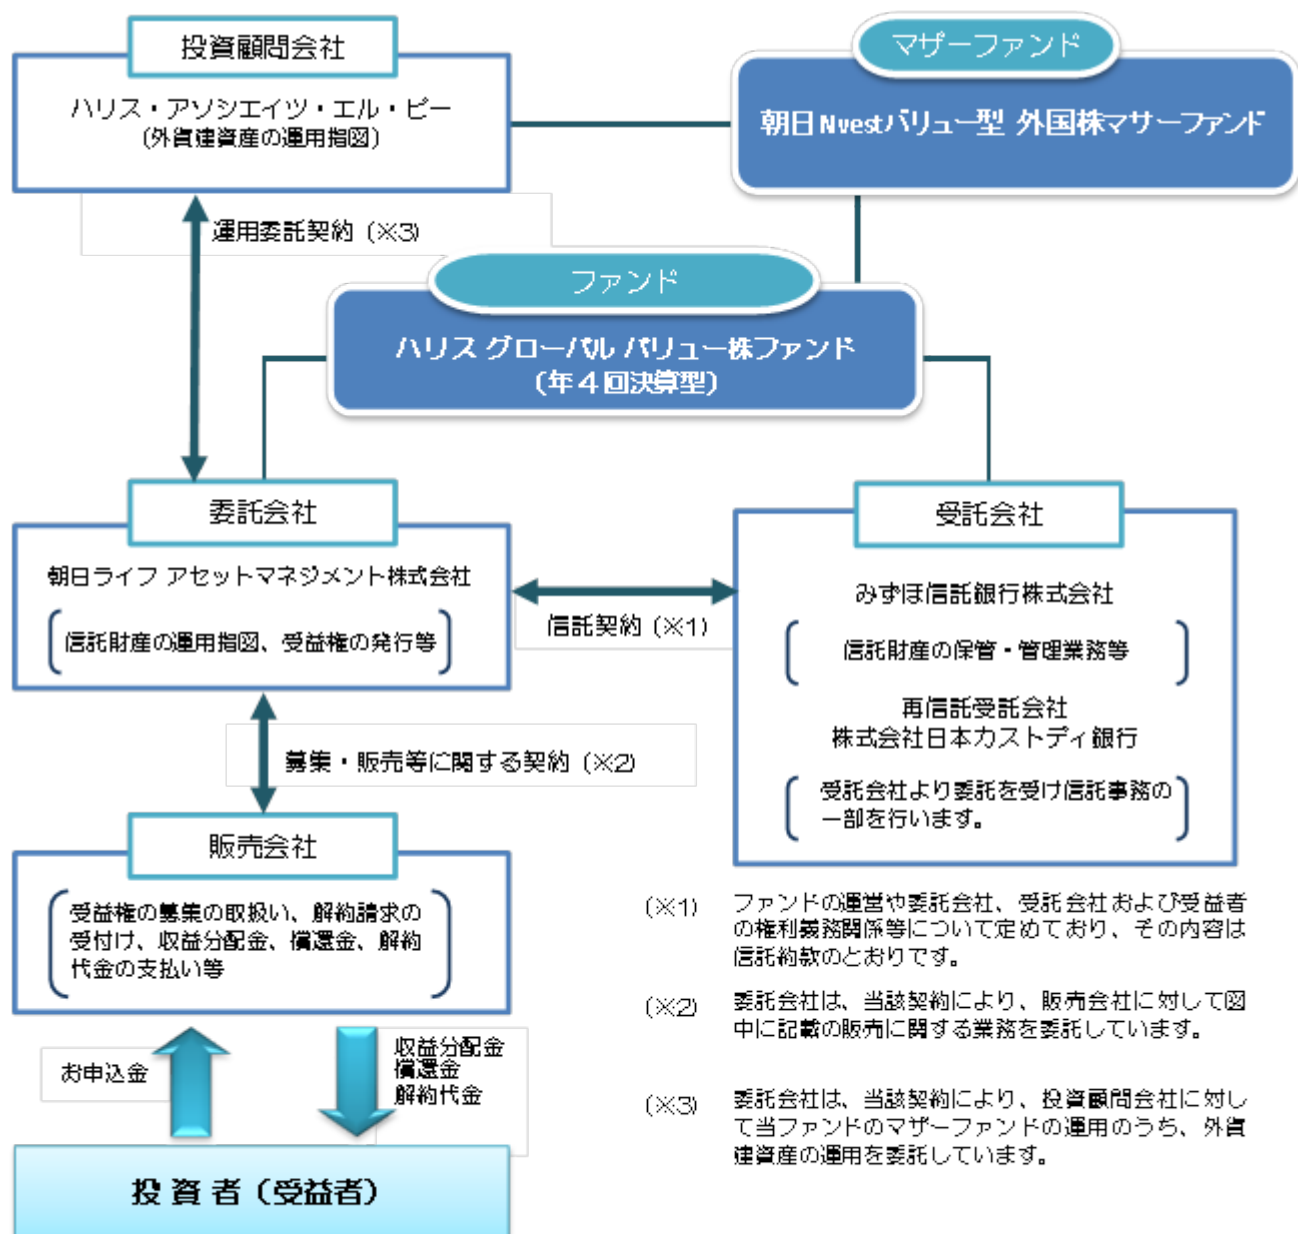 投資顧問会社
ハリス・アソシエイツ・エル・ピー
(外貨建資産の運用指図)
マザーファンド
朝日Nvestバリュー型 外国株マザーファンド
運用委託契約 (※3)
ファンド
ハリス グローバル バリュー株ファンド
(年４回決算型)
委託会社
朝日ライフ アセットマネジメント株式会社
信託財産の運用指図、受益権の発行等
信託契約 (※1)
受託会社
みずほ信託銀行株式会社
信託財産の保管・管理業務等
再信託受託会社
株式会社日本カストディ銀行
受託会社より委託を受け信託事務の
一部を行います。
募集・販売等に関する契約 (※2)
販売会社
受益権の募集の取扱い、解約請求の
受付け、収益分配金、償還金、解約
代金の支払い等
お申込金
収益分配金
償還金
解約代金
投 資 者 (受益者)
(※1) ファンドの運営や委託会社、受託会社および受益者
の権利義務関係等について定めており、その内容は
信託約款のとおりです。
(※2) 委託会社は、当該契約により、販売会社に対して図
中に記載の販売に関する業務を委託しています。
(※3) 委託会社は、当該契約により、投資顧問会社に対し
て当ファンドのマザーファンドの運用のうち、外貨
建資産の運用を委託しています。